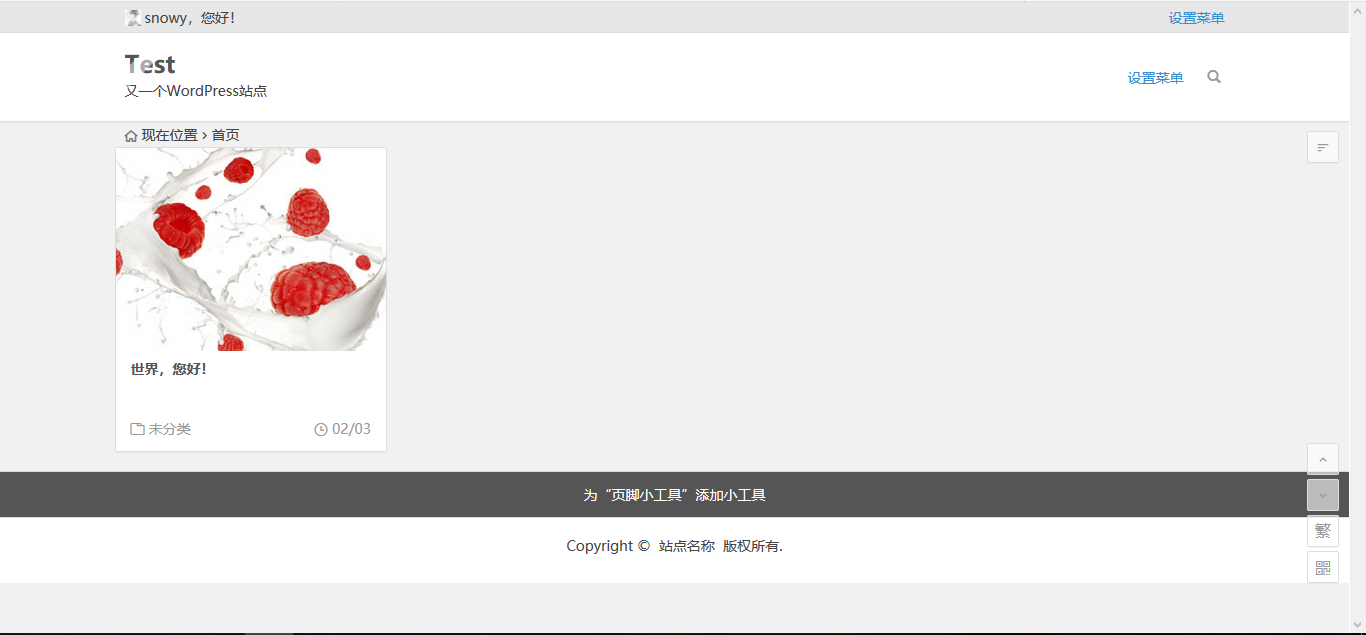 snowy，您好！
设置菜单
Test
又一个WordPress站点
设置菜单
现在位置 › 首页
世界，您好！
未分类
02/03
为“页脚小工具”添加小工具
繁
Copyright © 站点名称 版权所有.